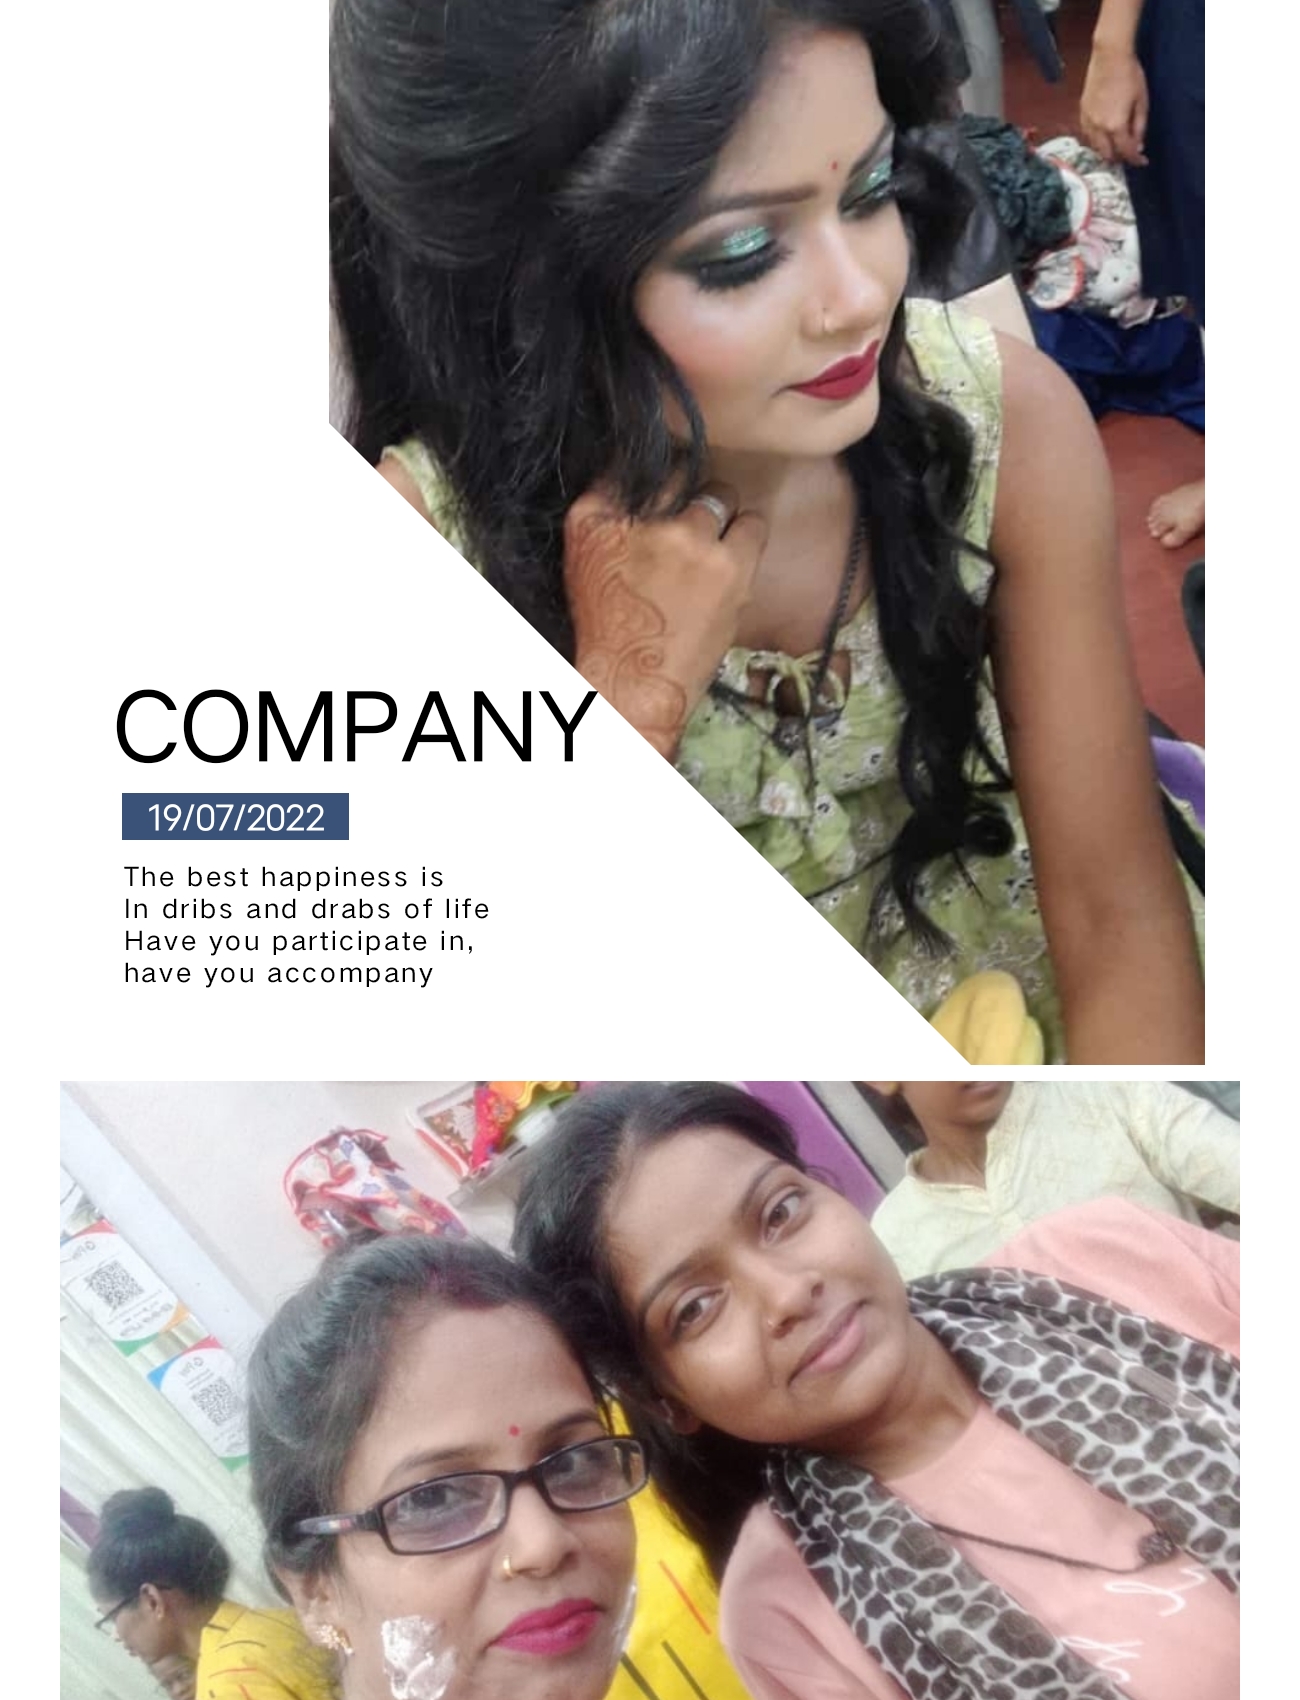 COMPANY
19/07/2022
The best happiness is
In dribs and drabs of life
Have you participate in,
have you accompany